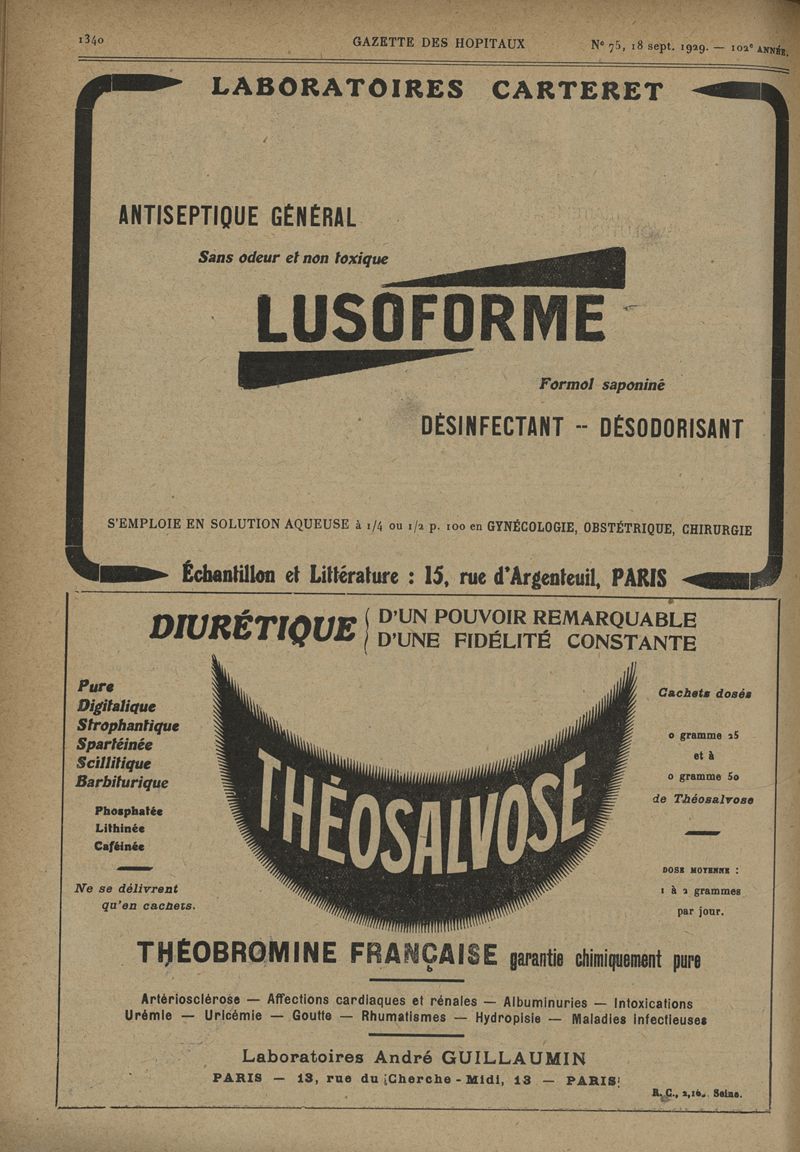 1340
GAZETTE DES HOPITAUX
Nº 75, 18 sept. 1929. — 102e ANNÉE.
LABORATOIRES CARTERET
ANTISEPTIQUE GÉNÉRAL
Sans odeur et non toxique
LUSOFORME
Formol saponiné
DÉSINFECTANT -- DÉSODORISANT
S'EMPLOIE EN SOLUTION AQUEUSE à 1/4 ou 1/2 p. 100 en GYNÉCOLOGIE, OBSTÉTRIQUE, CHIRURGIE
Échantillon et Littérature : 15, rue d'Argenteuil, PARIS
DIURÉTIQUE
D'UN POUVOIR REMARQUABLE
D'UNE FIDÉLITÉ CONSTANTE
Pure
Digitalique
Strophantique
Spartéinée
Scillitique
Barbiturique
Phosphatée
Lithinée
Caféinée
Ne se délivrent
qu'en cachets.
THÉOSALVOSE
Cachets dosés
0 gramme 25
et à
0 gramme 50
de Théosalvose
DOSE MOYENNE :
1 à 2 grammes
par jour.
THÉOBROMINE FRANÇAISE garantie chimiquement pure
Artériosclérose — Affections cardiaques et rénales — Albuminuries — Intoxications
Urémie — Uricémie — Goutte — Rhumatismes — Hydropisie — Maladies infectieuses
Laboratoires André GUILLAUMIN
PARIS — 13, rue du Cherche-Midi, 13 — PARIS
R. C., Seine.